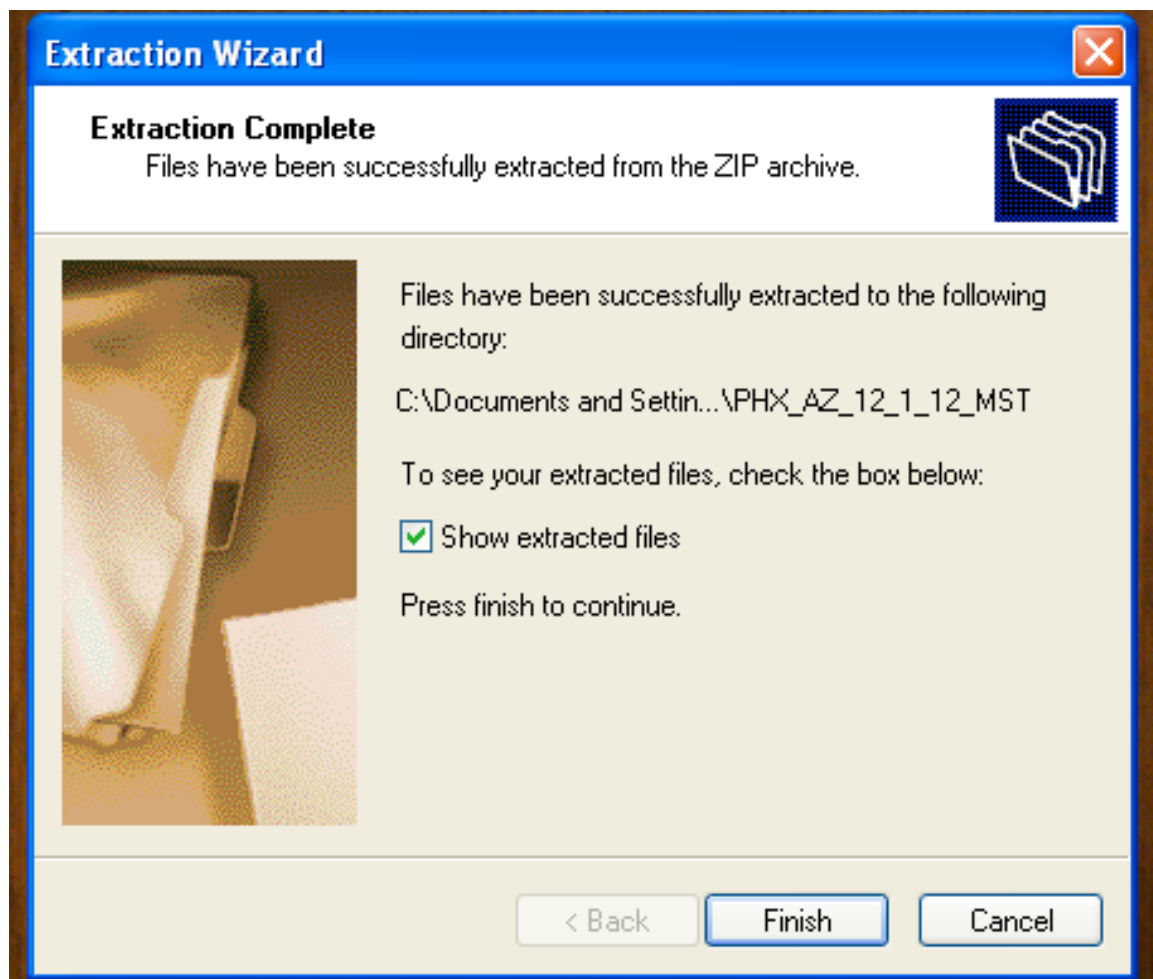 Extraction Wizard
Extraction Complete
Files have been successfully extracted from the ZIP archive.
Files have been successfully extracted to the following
directory:
C:\Documents and Settin...\PHX_AZ_12_1_12_MST
To see your extracted files, check the box below:
Show extracted files
Press finish to continue.
< Back
Finish
Cancel